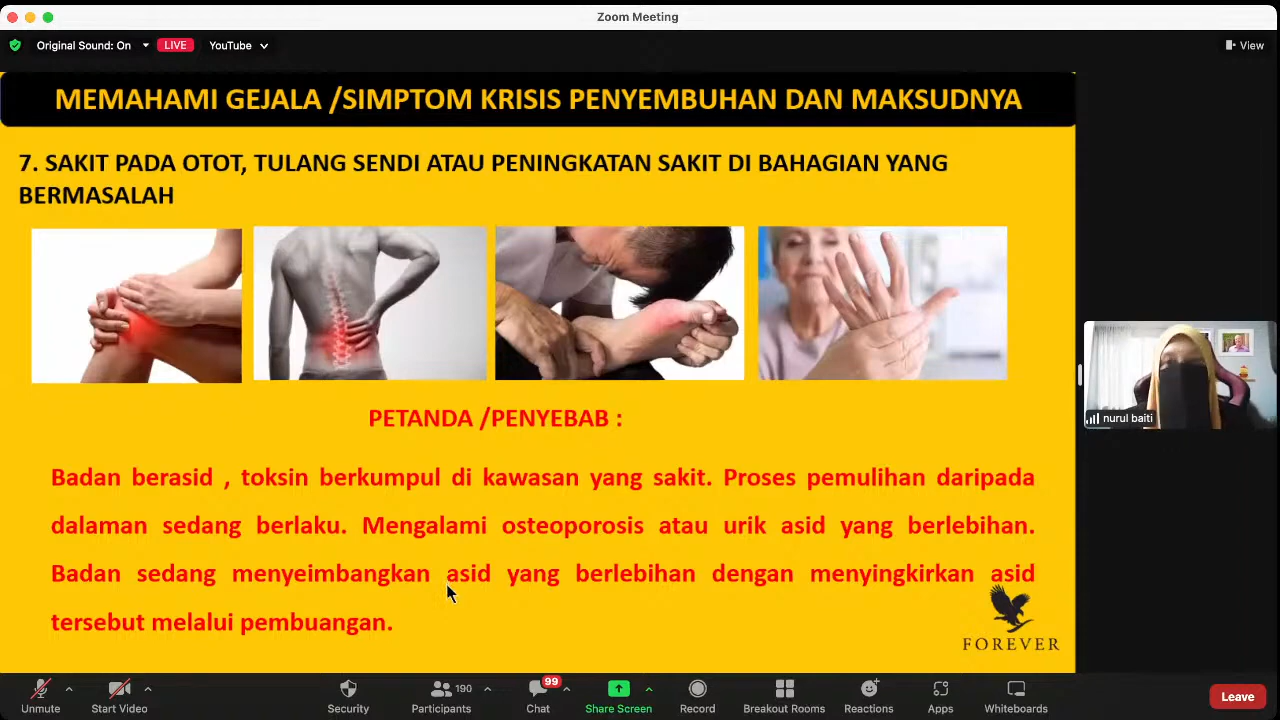 Zoom Meeting
Original Sound: On
LIVE
YouTube
View
MEMAHAMI GEJALA /SIMPTOM KRISIS PENYEMBUHAN DAN MAKSUDNYA
7. SAKIT PADA OTOT, TULANG SENDI ATAU PENINGKATAN SAKIT DI BAHAGIAN YANG
BERMASALAH
nurul baiti
PETANDA /PENYEBAB :
Badan berasid , toksin berkumpul di kawasan yang sakit. Proses pemulihan daripada
dalaman sedang berlaku. Mengalami osteoporosis atau urik asid yang berlebihan.
Badan sedang menyeimbangkan asid yang berlebihan dengan menyingkirkan asid
tersebut melalui pembuangan.
FOREVER
Unmute
Start Video
Security
190
Participants
99
Chat
Share Screen
Record
Breakout Rooms
Reactions
Apps
Whiteboards
Leave